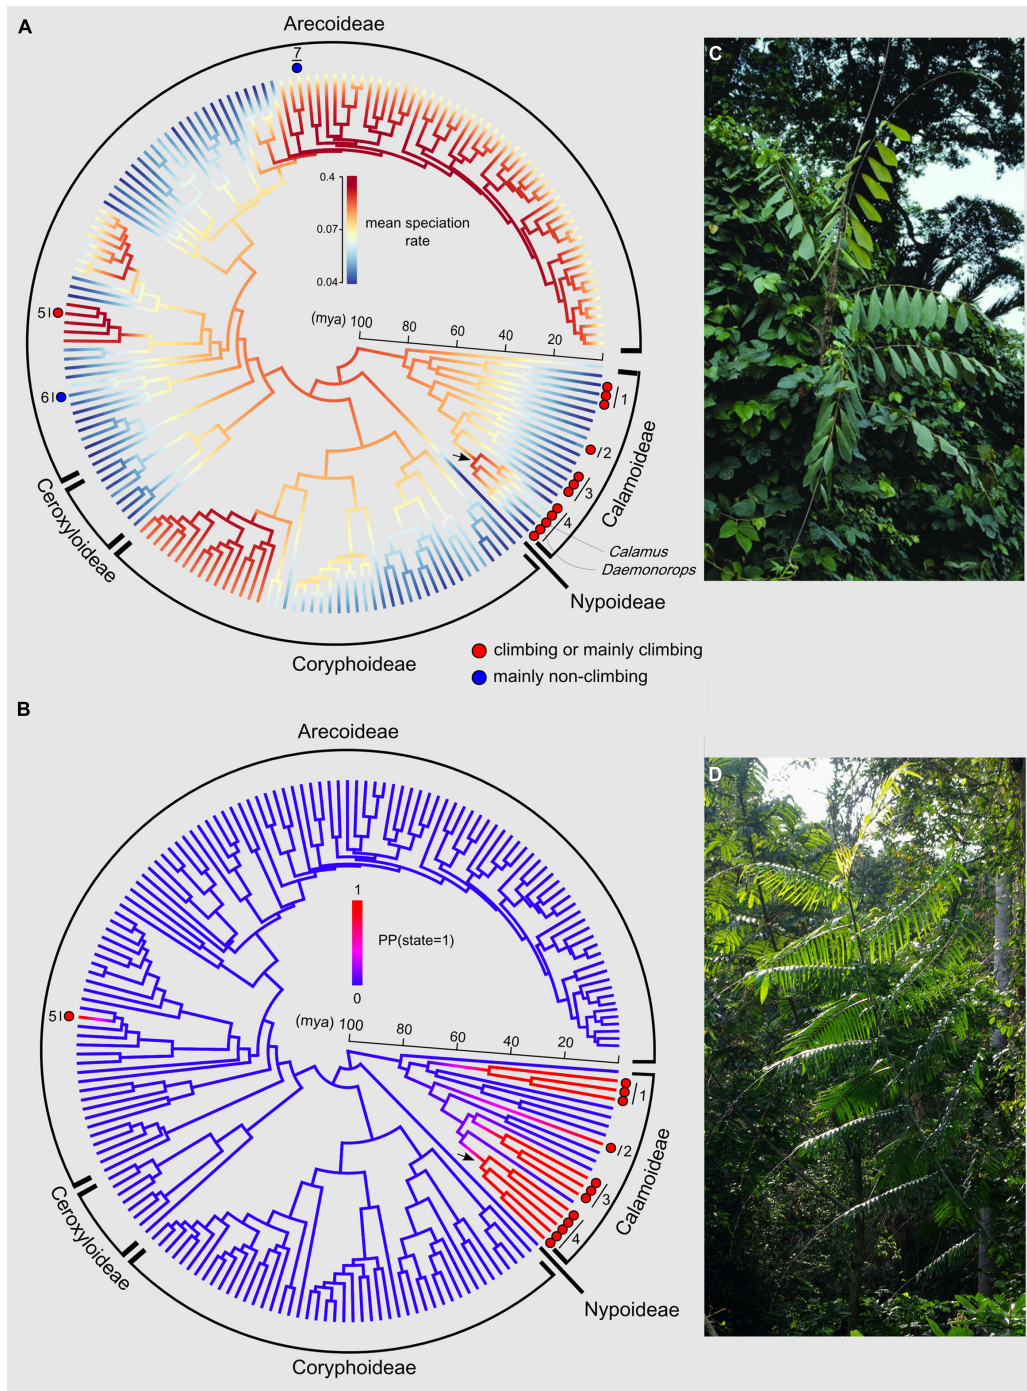 A
Arecoideae
7
0.4
0.07
0.04
mean speciation
rate
(mya) 100 80 60 40 20
5
6
1
2
3
4
Calamoideae
Calamus
Daemonorops
Nypoideae
Ceroxyloideae
Coryphoideae
climbing or mainly climbing
mainly non-climbing
B
Arecoideae
1
PP(state=1)
0
(mya) 100 80 60 40 20
5
1
2
3
4
Calamoideae
Ceroxyloideae
Nypoideae
Coryphoideae
C
D